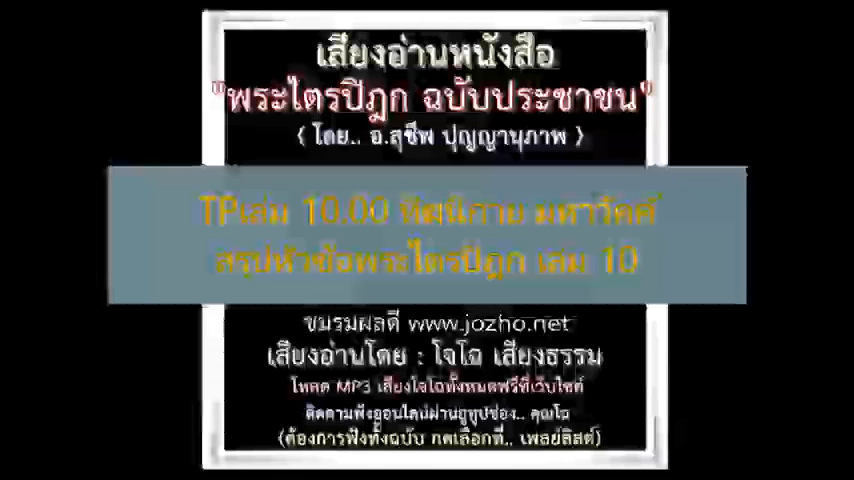 เสียงอ่านหนังสือ
"พระไตรปิฎก ฉบับประชาชน"
( โดย.. อ.สุชีพ ปุญญานุภาพ )
TPเล่ม 10.00 ทีฆนิกาย มหาวัคค์
สรุปหัวข้อพระไตรปิฎก เล่ม 10
ชมรมผลดี www.jozho.net
เสียงอ่านโดย : โจโฉ เสียงธรรม
โหลด MP3 เสียงโจโฉทั้งหมดฟรีที่เว็บไซต์
ติดตามฟังออนไลน์ผ่านยูทูปช่อง.. คุณโจ
(ต้องการฟังทั้งฉบับ กดเลือกที่.. เพลย์ลิสต์)